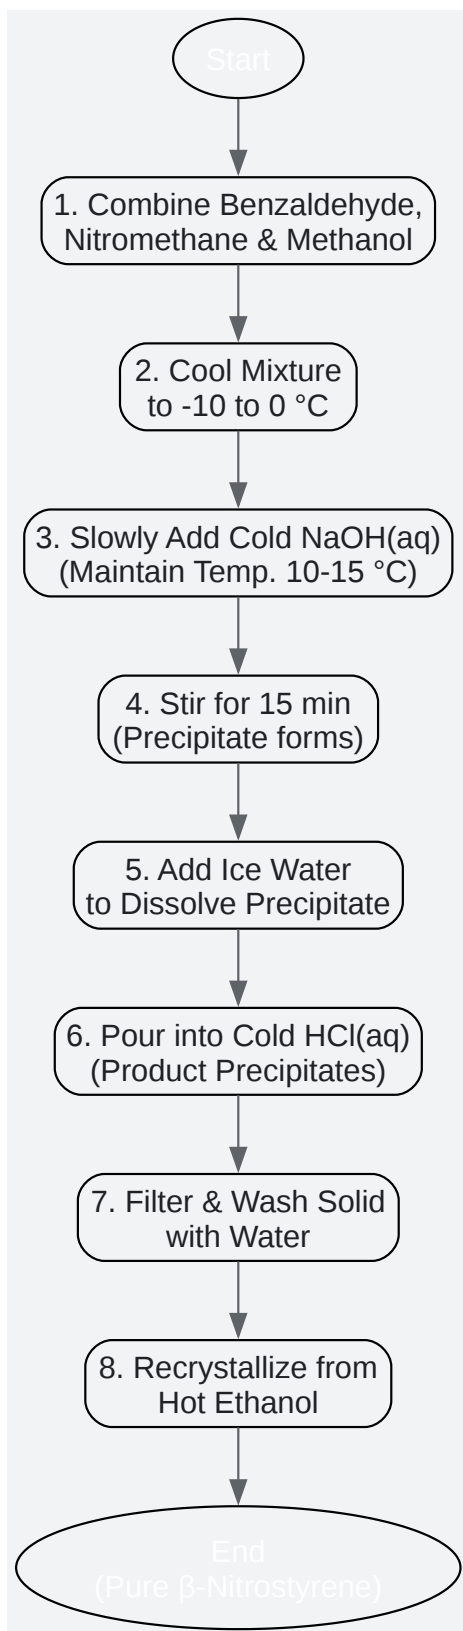 Start
1. Combine Benzaldehyde,
Nitromethane & Methanol
2. Cool Mixture
to -10 to 0 °C
3. Slowly Add Cold NaOH(aq)
(Maintain Temp. 10-15 °C)
4. Stir for 15 min
(Precipitate forms)
5. Add Ice Water
to Dissolve Precipitate
6. Pour into Cold HCl(aq)
(Product Precipitates)
7. Filter & Wash Solid
with Water
8. Recrystallize from
Hot Ethanol
End
(Pure β-Nitrostyrene)